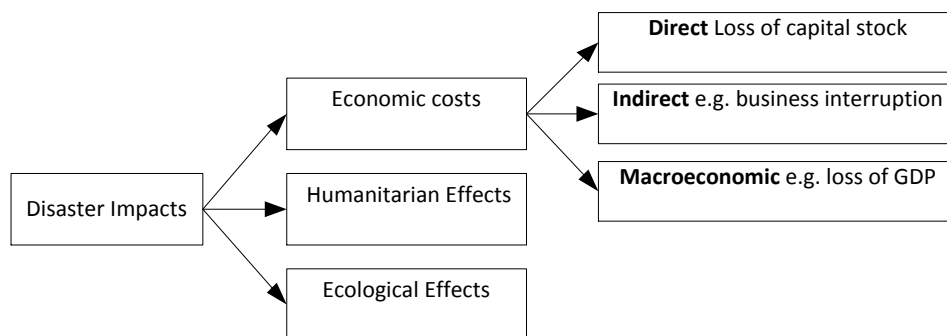 Disaster Impacts
Economic costs
Humanitarian Effects
Ecological Effects
Direct Loss of capital stock
Indirect e.g. business interruption
Macroeconomic e.g. loss of GDP